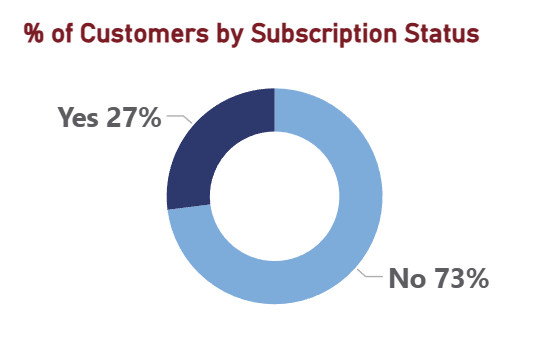 % of Customers by Subscription Status
Yes 27%
No 73%